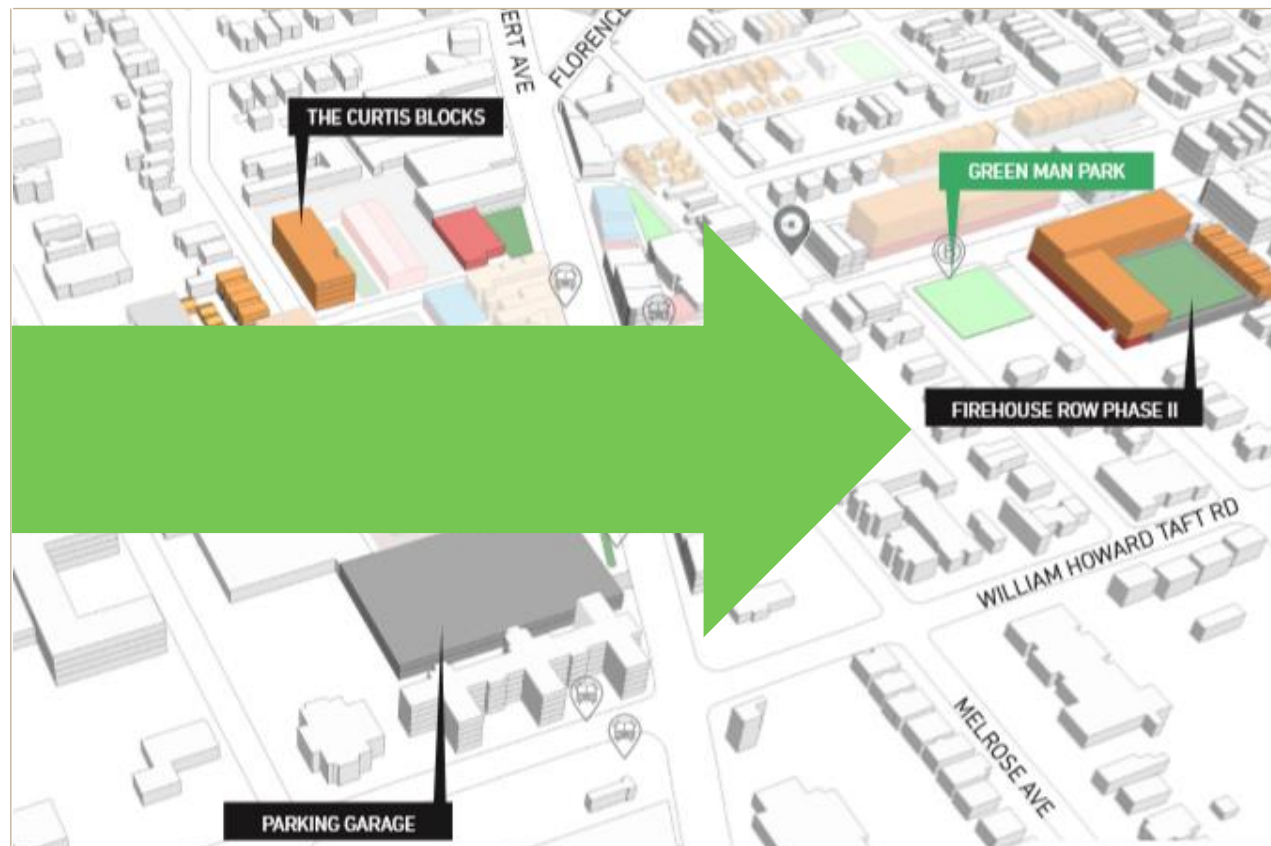 ERT AVE
FLORENCE
THE CURTIS BLOCKS
GREEN MAN PARK
FIREHOUSE ROW PHASE II
WILLIAM HOWARD TAFT RD
MELROSE AVE
PARKING GARAGE